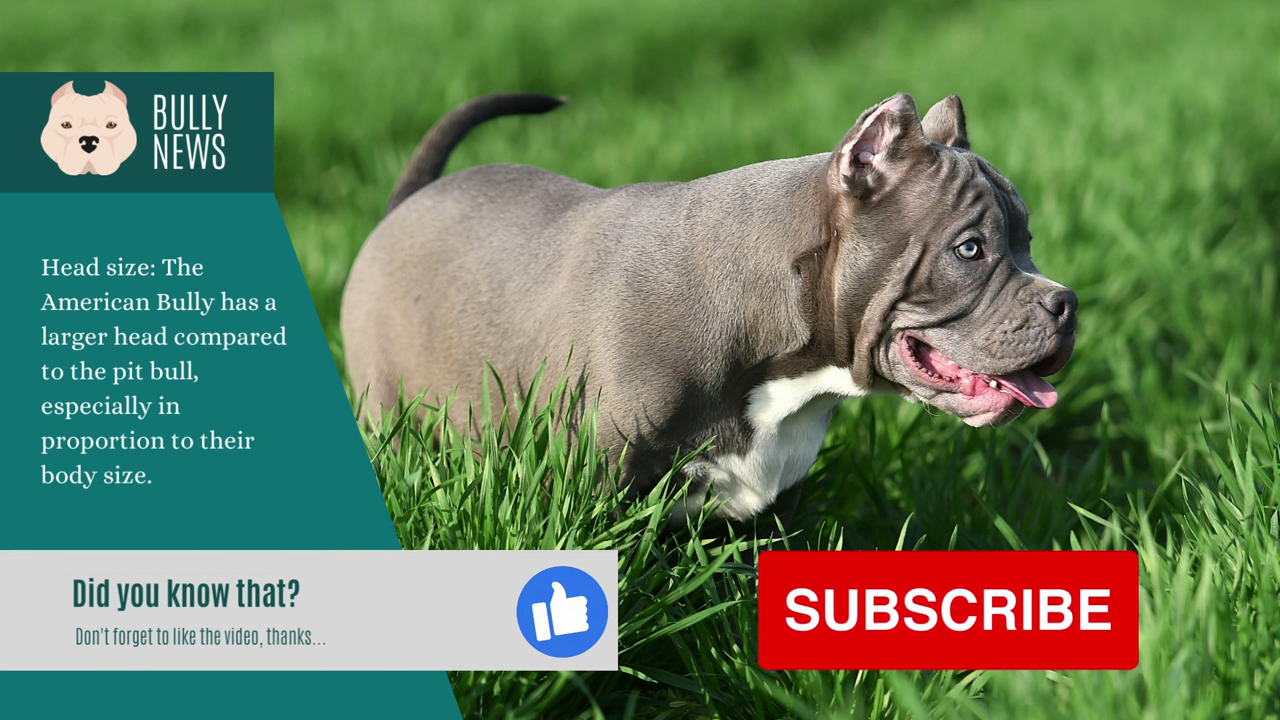 BULLY
NEWS
Head size: The
American Bully has a
larger head compared
to the pit bull,
especially in
proportion to their
body size.
Did you know that?
Don't forget to like the video, thanks...
SUBSCRIBE